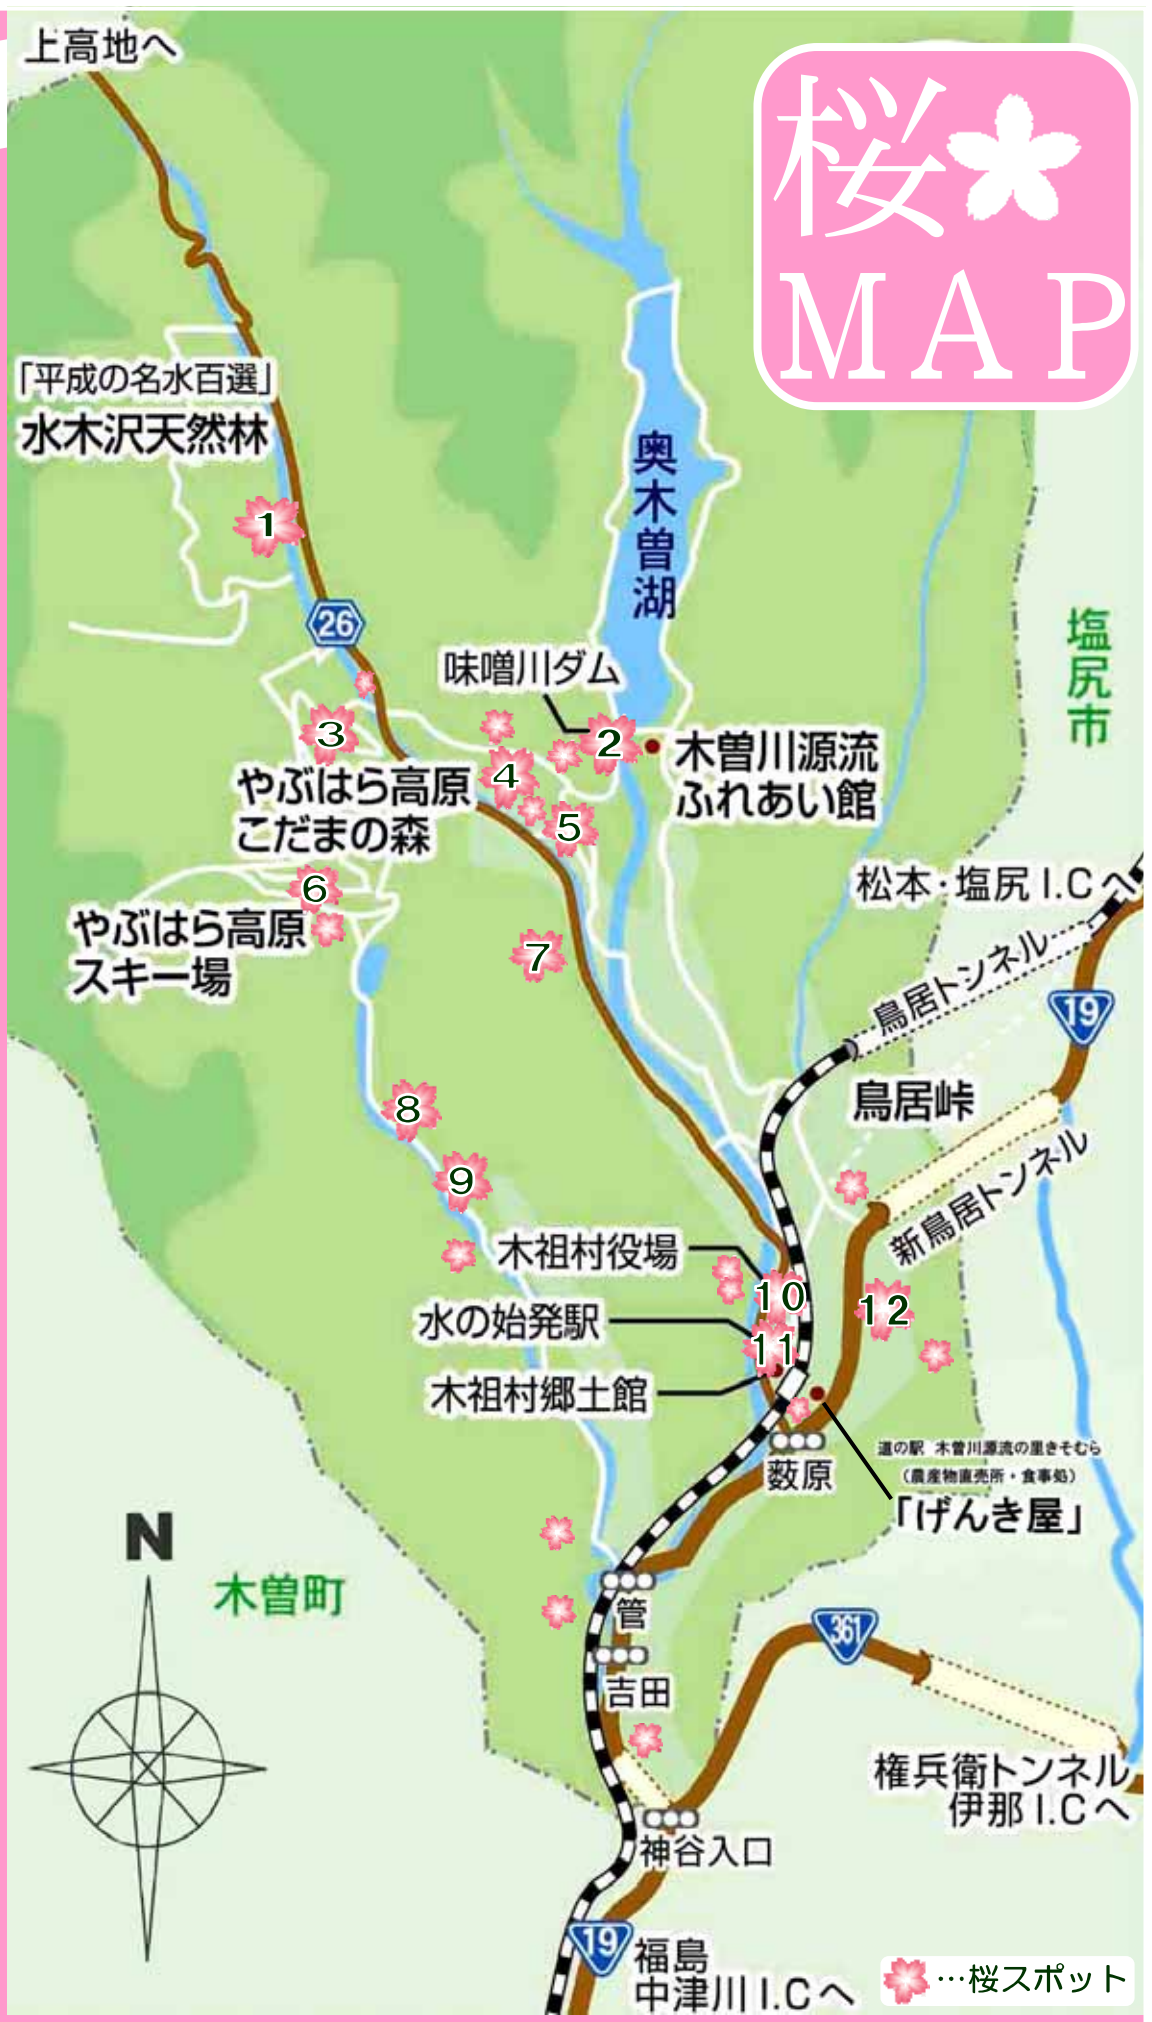 上高地へ
桜
MAP
「平成の名水百選」
水木沢天然林
1
奥木曽湖
26
塩尻市
味噌川ダム
3
2
4
木曽川源流
ふれあい館
やぶはら高原
こだまの森
5
6
松本・塩尻I.Cへ
やぶはら高原
スキー場
7
鳥居トンネル
19
8
鳥居峠
9
新鳥居トンネル
木祖村役場
10
12
水の始発駅
11
木祖村郷土館
道の駅 木曽川源流の里きそむら
(農産物直売所・食事処)
「げんき屋」
薮原
N
木曽町
管
361
吉田
権兵衛トンネル
伊那I.Cへ
神谷入口
19
福島
中津川I.Cへ
…桜スポット